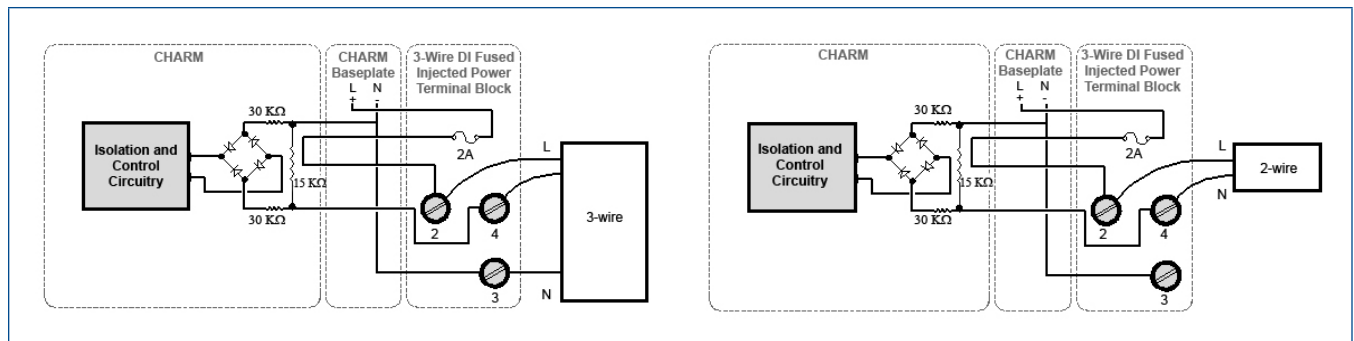 CHARM
CHARM
Baseplate
L N
+ -
3-Wire DI Fused
Injected Power
Terminal Block
30 KΩ
Isolation and
Control
Circuitry
15 KΩ
30 KΩ
2A
L
2
4
3-wire
3
N
CHARM
CHARM
Baseplate
L N
+ -
3-Wire DI Fused
Injected Power
Terminal Block
30 KΩ
Isolation and
Control
Circuitry
15 KΩ
30 KΩ
2A
L
2-wire
N
2
4
3